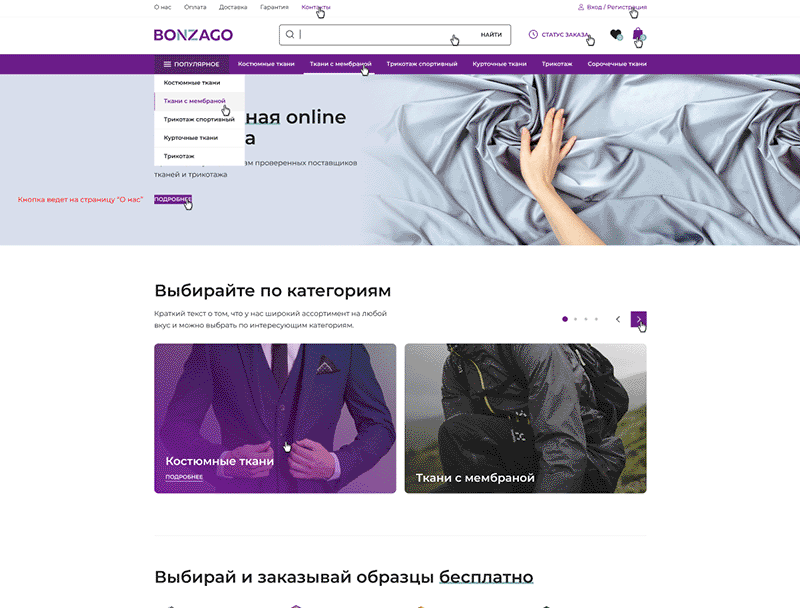 О нас Оплата Доставка Гарантия Контакты Вход / Регистрация
BONZAGO НАЙТИ СТАТУС ЗАКАЗА
ПОПУЛЯРНОЕ Костюмные ткани Ткани с мембраной Трикотаж спортивный Курточные ткани Трикотаж Сорочечные ткани
Костюмные ткани
Ткани с мембраной
Трикотаж спортивный
Курточные ткани
Трикотаж
ная online
а
ам проверенных поставщиков
тканей и трикотажа
Кнопка ведет на страницу "О нас" ПОДРОБНЕЕ
Выбирайте по категориям
Краткий текст о том, что у нас широкий ассортимент на любой
вкус и можно выбрать по интересующим категориям.
Костюмные ткани
ПОДРОБНЕЕ
Ткани с мембраной
Выбирай и заказывай образцы бесплатно